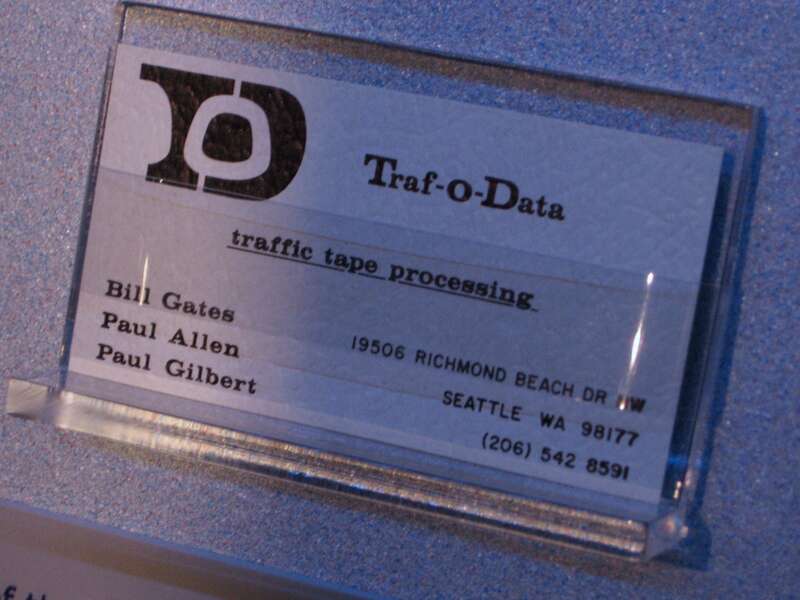 Traf-o-Data
traffic tape processing
Bill Gates
Paul Allen
Paul Gilbert
19506 RICHMOND BEACH DR NW
SEATTLE WA 98177
(206) 542 8591